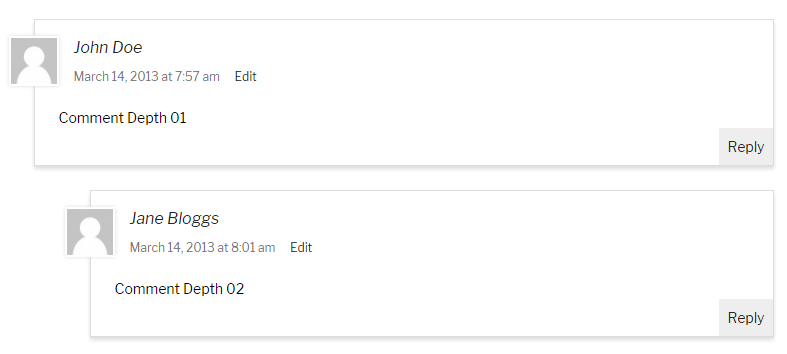 John Doe
March 14, 2013 at 7:57 am Edit
Comment Depth 01
Reply
Jane Bloggs
March 14, 2013 at 8:01 am Edit
Comment Depth 02
Reply